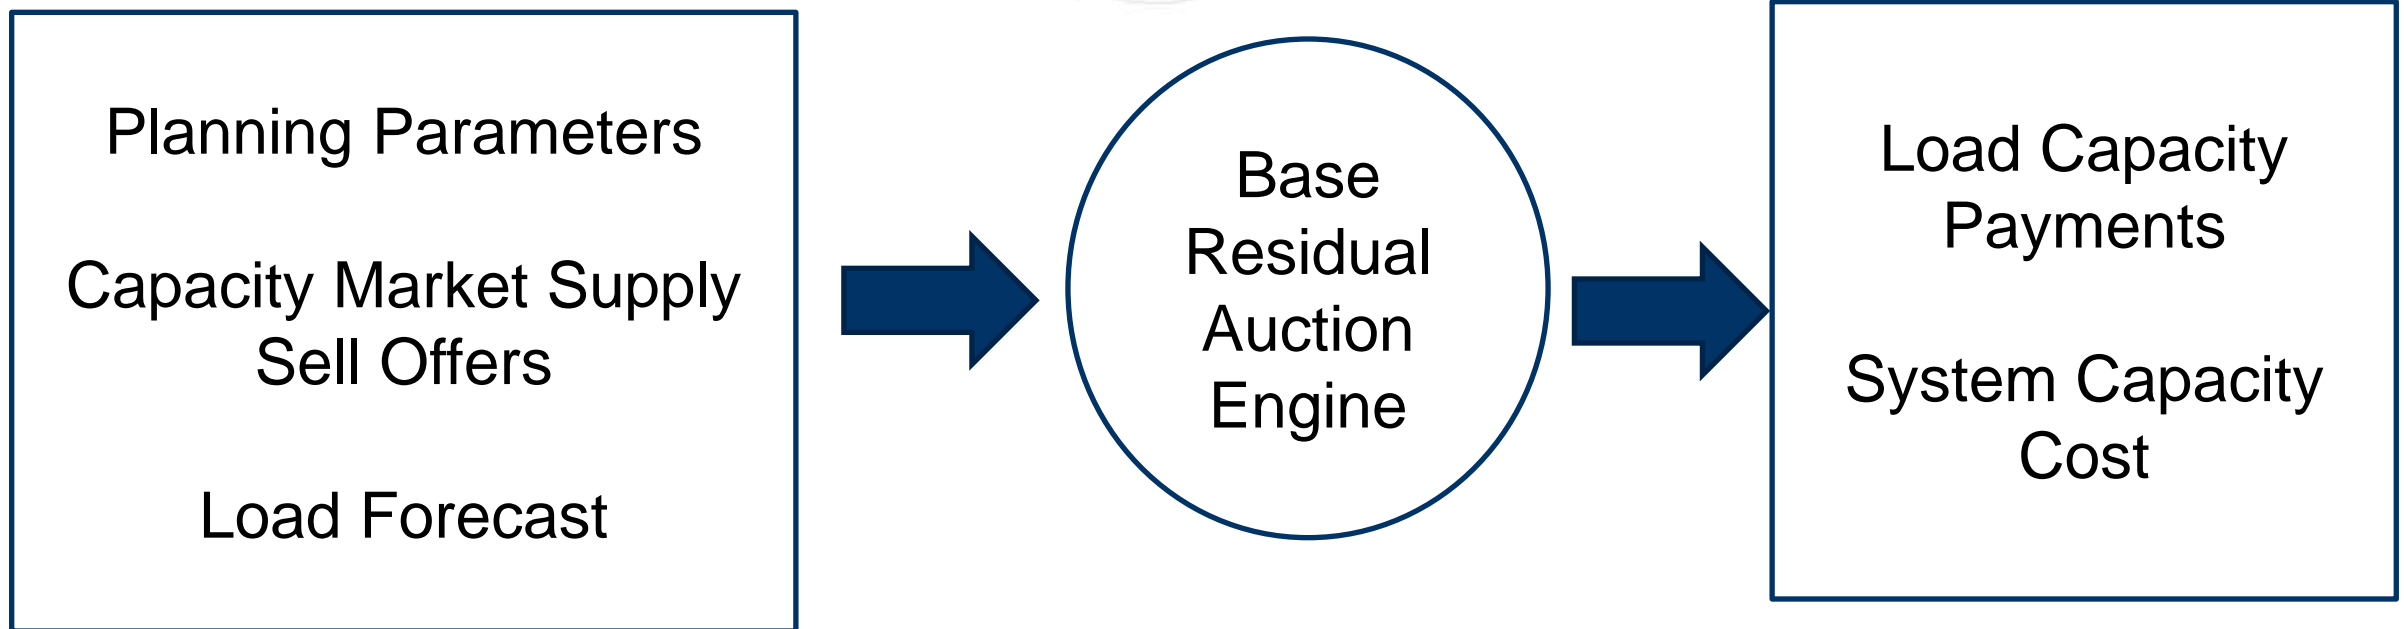 Planning Parameters
Capacity Market Supply
Sell Offers
Load Forecast
Base
Residual
Auction
Engine
Load Capacity
Payments
System Capacity
Cost